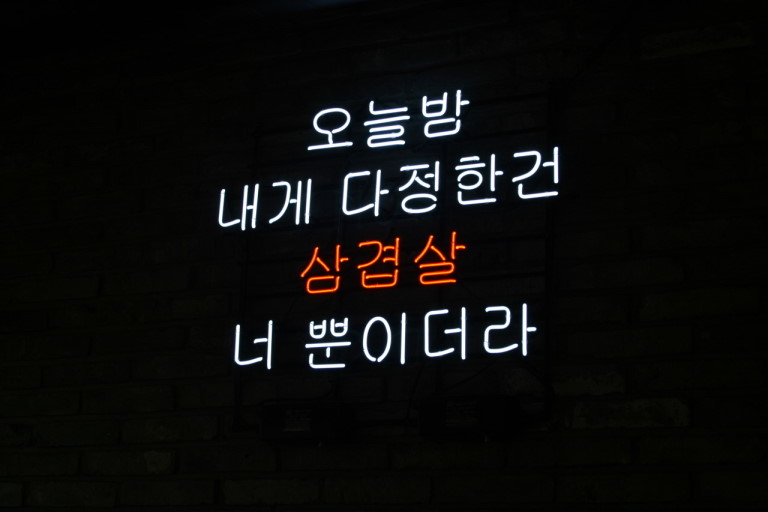 오늘밤
내게 다정한건
삼겹살
너 뿐이더라